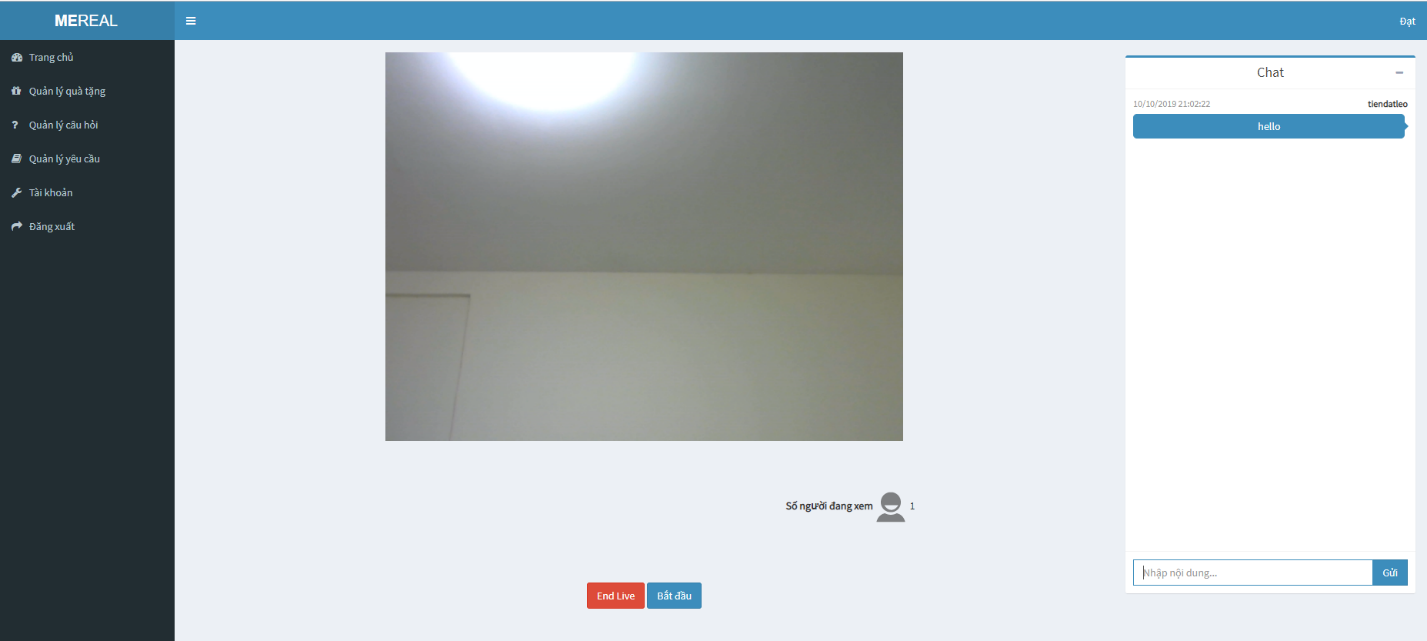 MEREAL
Đạt
Trang chủ
Quản lý quà tặng
Quản lý câu hỏi
Quản lý yêu cầu
Tài khoản
Đăng xuất
Số người đang xem 1
End Live Bắt đầu
Chat
10/10/2019 21:02:22 tiendatleo
hello
Nhập nội dung... Gửi